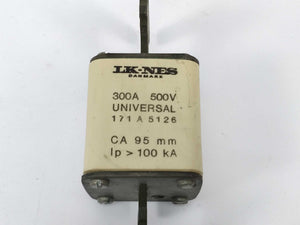 LK-NES
DANMARK
300A 500V
UNIVERSAL
171 A 5126
CA 95 mm
Ip > 100 kA